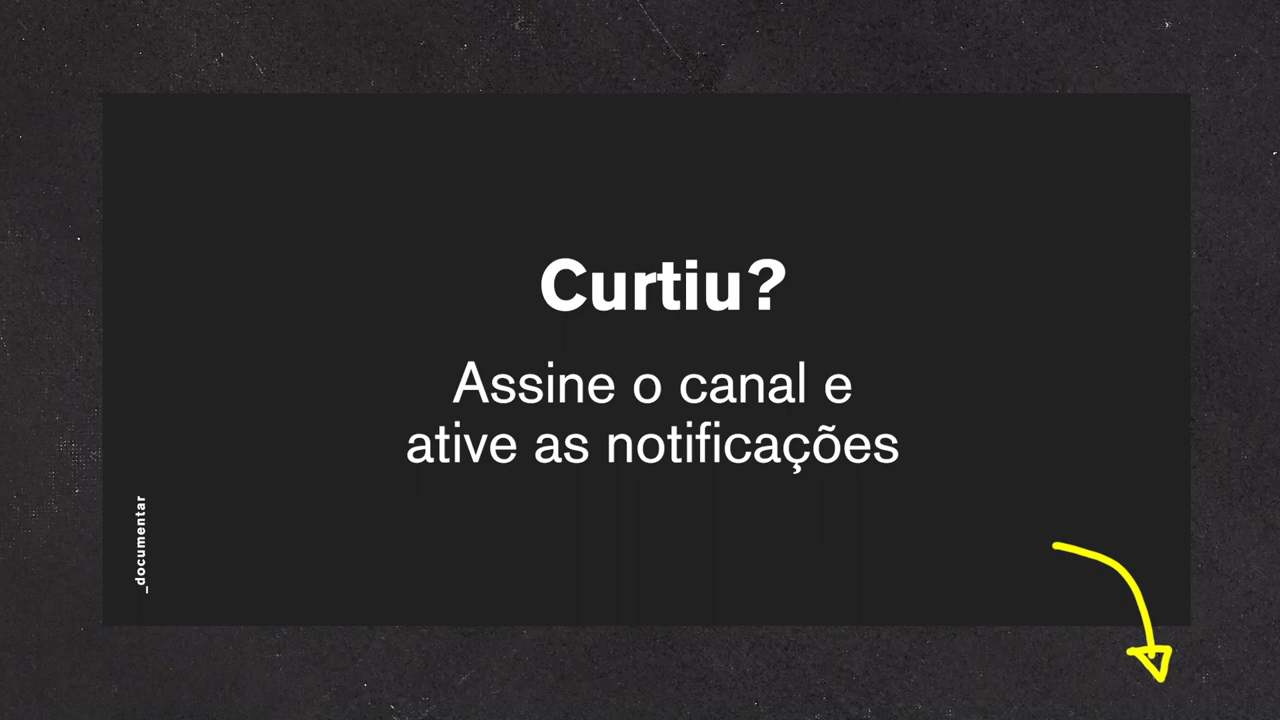 Curtiu?
Assine o canal e
ative as notificações
_documentar